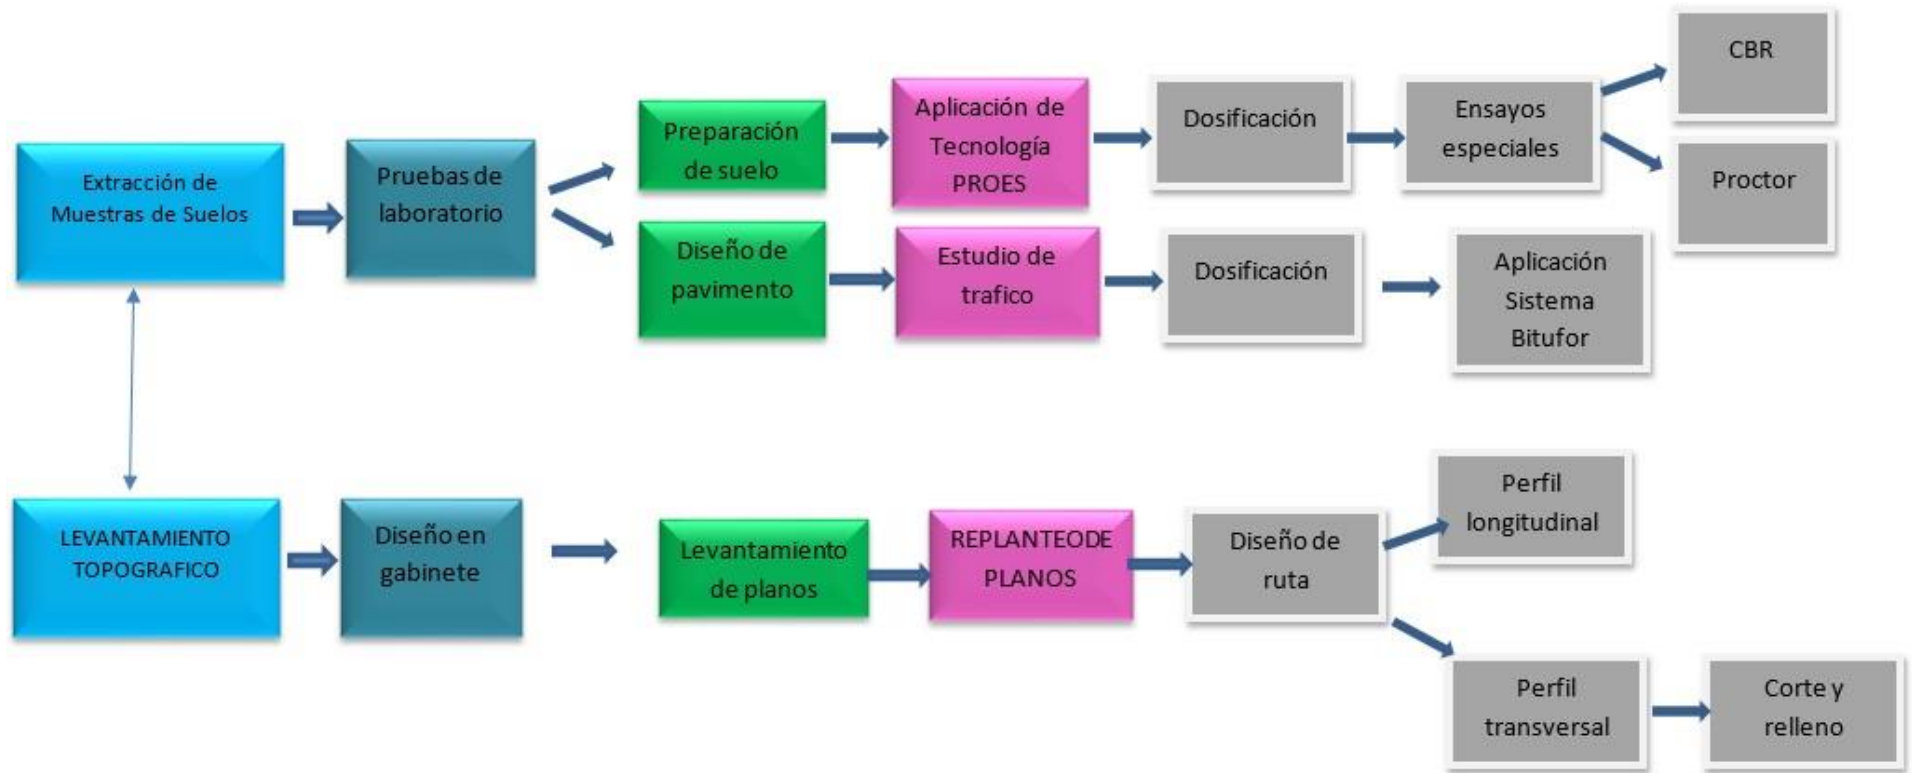 Extracción de
Muestras de Suelos
Pruebas de
laboratorio
Preparación
de suelo
Aplicación de
Tecnología
PROES
Dosificación
Ensayos
especiales
CBR
Proctor
Diseño de
pavimento
Estudio de
trafico
Dosificación
Aplicación
Sistema
Bitufor
LEVANTAMIENTO
TOPOGRAFICO
Diseño en
gabinete
Levantamiento
de planos
REPLANTEODE
PLANOS
Diseño de
ruta
Perfil
longitudinal
Perfil
transversal
Corte y
relleno